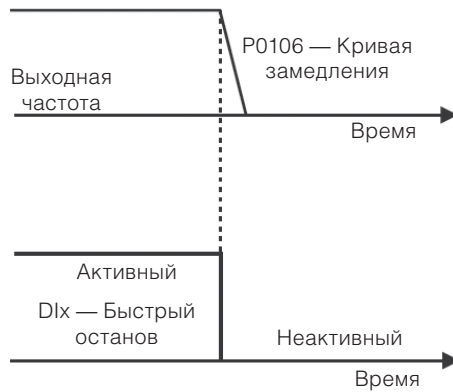 P0106 — Кривая
замедления
Выходная
частота
Время
Активный
DIx — Быстрый
останов
Неактивный
Время